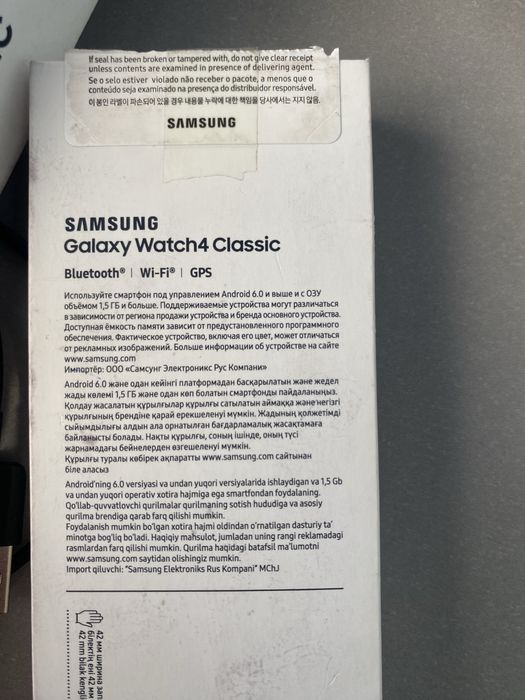 If seal has been broken or tampered with, do not give clear receipt
unless contents are examined in presence of delivering agent.
Se o selo estiver violado não receber o pacote, a menos que o
conteúdo seja examinado na presença do distribuidor responsável.
이 봉인 라벨이 파손되어 있을 경우 내용물 누락에 대한 책임을 당사에서는 지지 않음.
SAMSUNG
SAMSUNG
Galaxy Watch4 Classic
Bluetooth® | Wi-Fi® | GPS
Используйте смартфон под управлением Android 6.0 и выше и с ОЗУ
объёмом 1,5 ГБ и больше. Поддерживаемые устройства могут различаться
в зависимости от региона продажи устройства и бренда основного устройства.
Доступная ёмкость памяти зависит от предустановленного программного
обеспечения. Фактическое устройство, включая его цвет, может отличаться
от рекламных изображений. Больше информации об устройстве на сайте
www.samsung.com
Импортёр: ООО «Самсунг Электроникс Рус Компани»
Android 6.0 және одан кейінгі платформадан басқарылатын және жедел
жады көлемі 1,5 ГБ және одан көп болатын смартфонды пайдаланыңыз.
Қолдау жасалатын құрылғылар құрылғы сатылатын аймаққа және/негізгі
құрылғының брендіне қарай ерекшеленуі мүмкін. Жадының қолжетімді
сыйымдылығы алдын ала орнатылған бағдарламалық жасақтамаға
байланысты болады. Нақты құрылғы, соның ішінде, оның түсі
жарнамадағы бейнелерден өзгешеленуі мүмкін.
Құрылғы туралы көбірек ақпаратты www.samsung.com сайтынан
біле аласыз
Android'ning 6.0 versiyasi va undan yuqori versiyalarida ishlaydigan va 1,5 Gb
va undan yuqori operativ xotira hajmiga ega smartfondan foydalaning.
Qo'llab-quvvatlovchi qurilmalar qurilmaning sotish hududiga va asosiy
qurilma brendiga qarab farq qilishi mumkin.
Foydalanish mumkin bo'lgan xotira hajmi oldindan o'rnatilgan dasturiy ta'
minotga bog'liq bo'ladi. Haqiqiy mahsulot, jumladan uning rangi reklamadagi
rasmlardan farq qilishi mumkin. Qurilma haqidagi batafsil ma'lumotni
www.samsung.com saytidan olishingiz mumkin.
Import qiluvchi: "Samsung Elektroniks Rus Kompani" MChJ
42 мм ширина зап
білектің ені 42 мм
42 mm bilak kengli